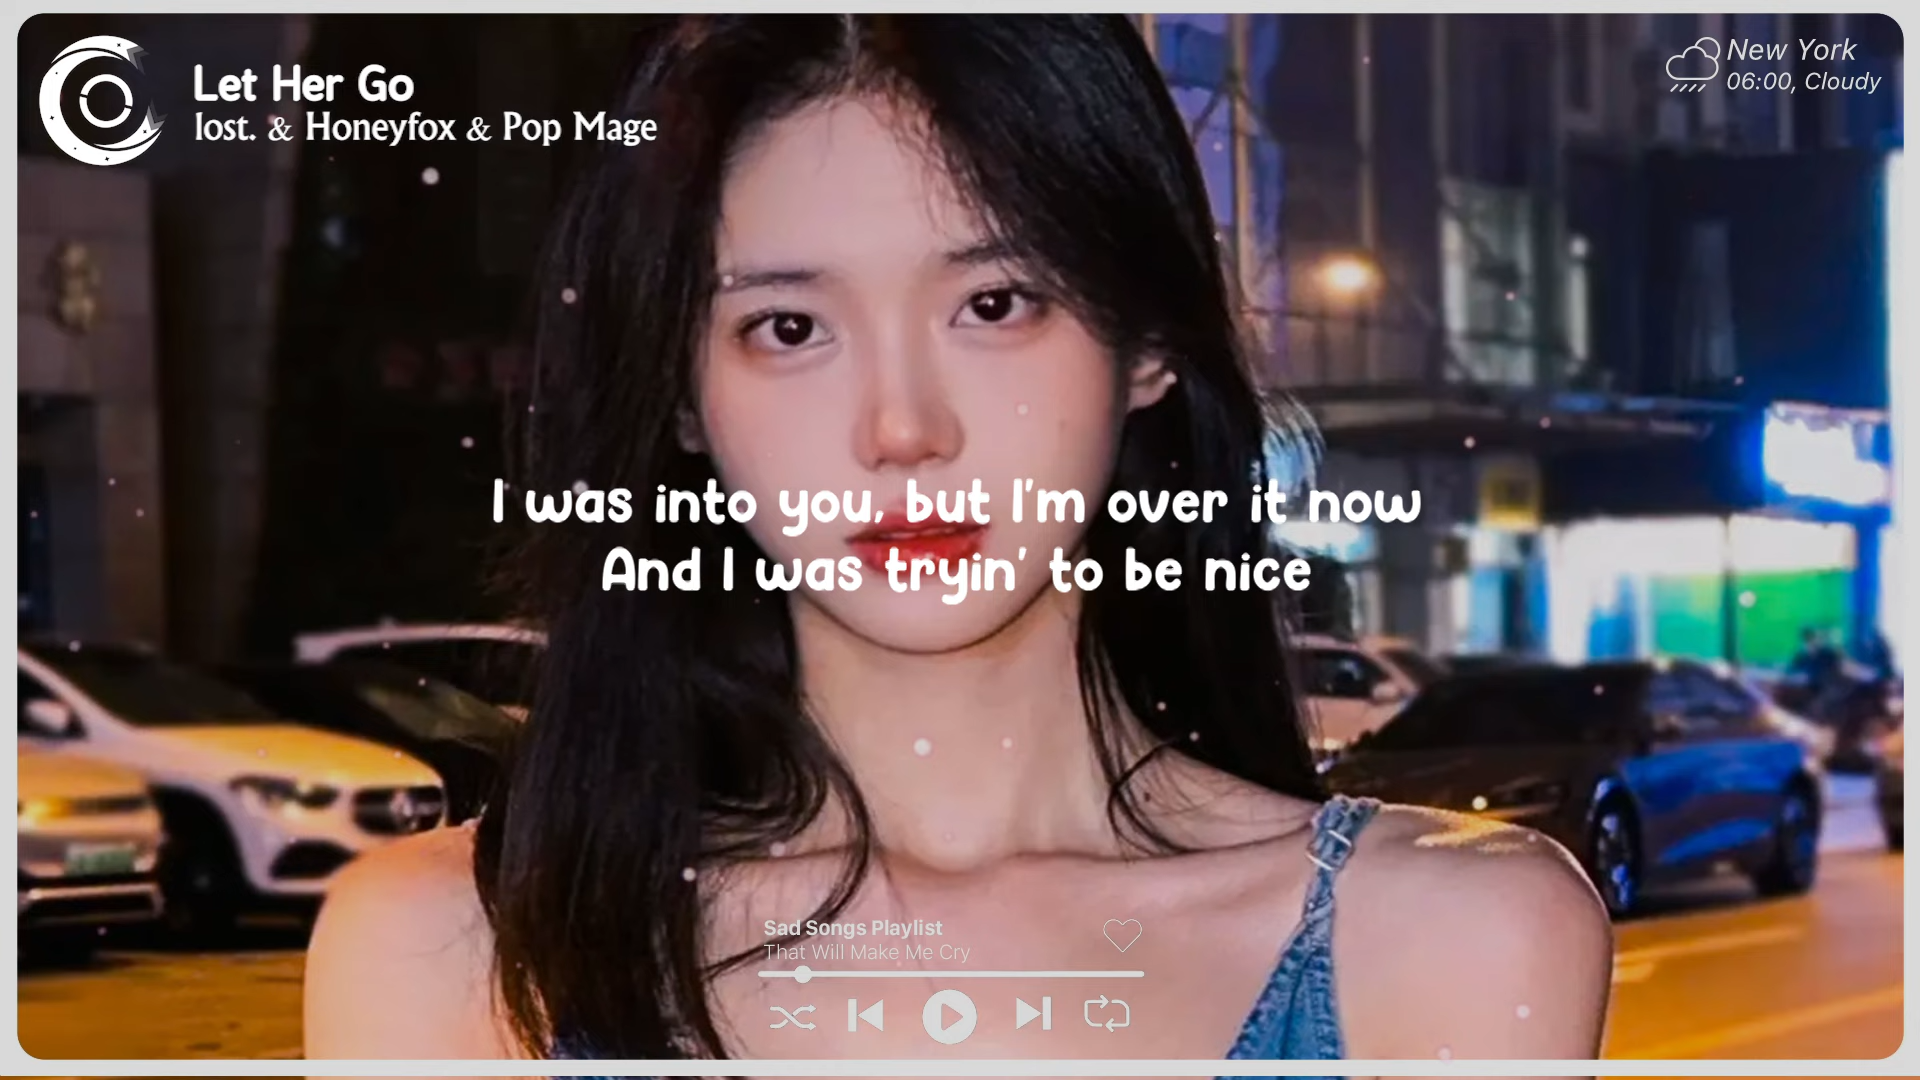 Let Her Go
lost. & Honeyfox & Pop Mage
New York
06:00, Cloudy
I was into you, but I'm over it now
And I was tryin' to be nice
Sad Songs Playlist
That Will Make Me Cry